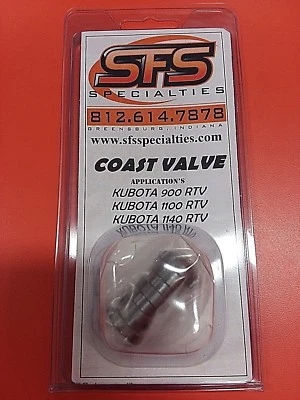 SFS
SPECIALTIES
812.614.7878
GREENSBURG, INDIANA
www.sfsspecialties.com
COAST VALVE
APPLICATION'S
KUBOTA 900 RTV
KUBOTA 1100 RTV
KUBOTA 1140 RTV